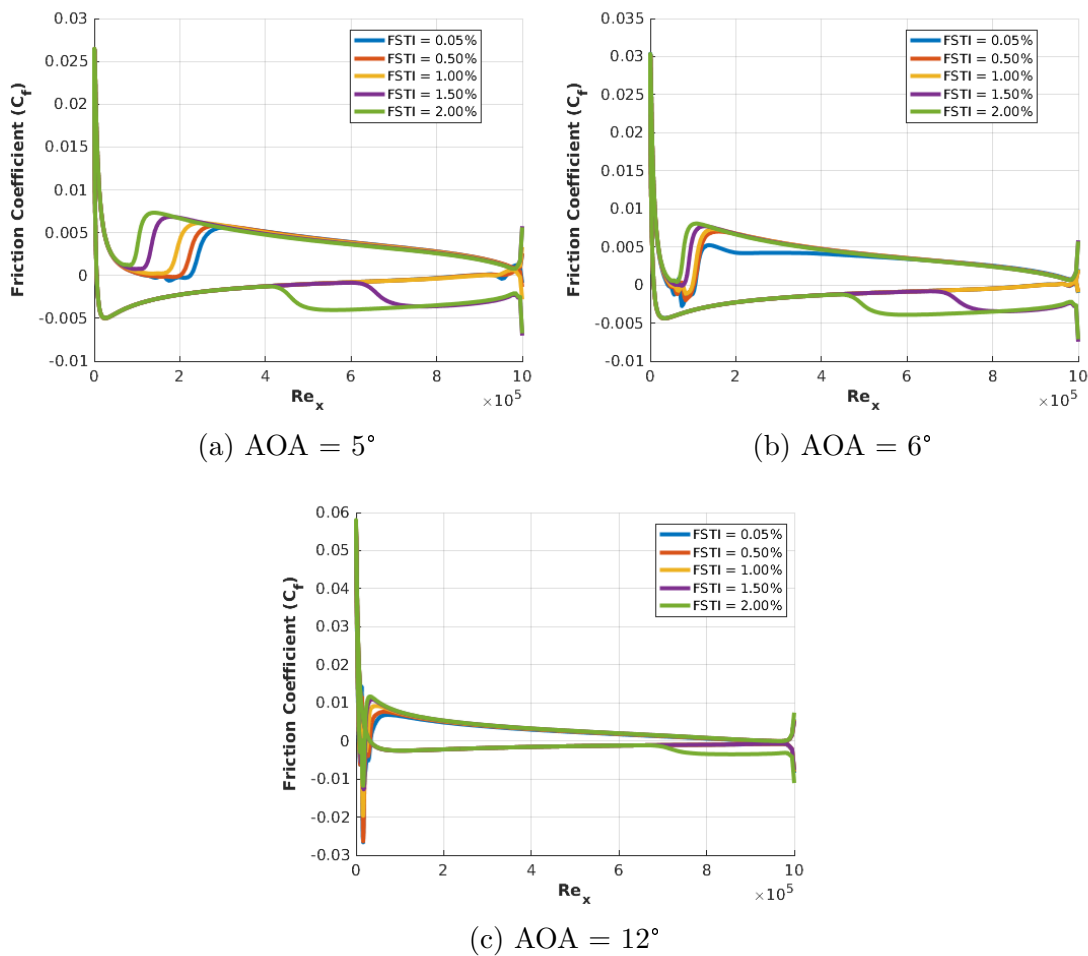 0.03
0.025
0.02
0.015
0.01
0.005
0
-0.005
-0.01
Friction Coefficient (Cf)
FSTI = 0.05%
FSTI = 0.50%
FSTI = 1.00%
FSTI = 1.50%
FSTI = 2.00%
0 2 4 6 8 10
Rex
×10^5
(a) AOA = 5°
0.035
0.03
0.025
0.02
0.015
0.01
0.005
0
-0.005
0.01
Friction Coefficient (Cf)
FSTI = 0.05%
FSTI = 0.50%
FSTI = 1.00%
FSTI = 1.50%
FSTI = 2.00%
0 2 4 6 8 10
Rex
×10^5
(b) AOA = 6°
0.06
0.05
0.04
0.03
0.02
0.01
0
-0.01
-0.02
-0.03
Friction Coefficient (Cf)
FSTI = 0.05%
FSTI = 0.50%
FSTI = 1.00%
FSTI = 1.50%
FSTI = 2.00%
0 2 4 6 8 10
Rex
×10^5
(c) AOA = 12°